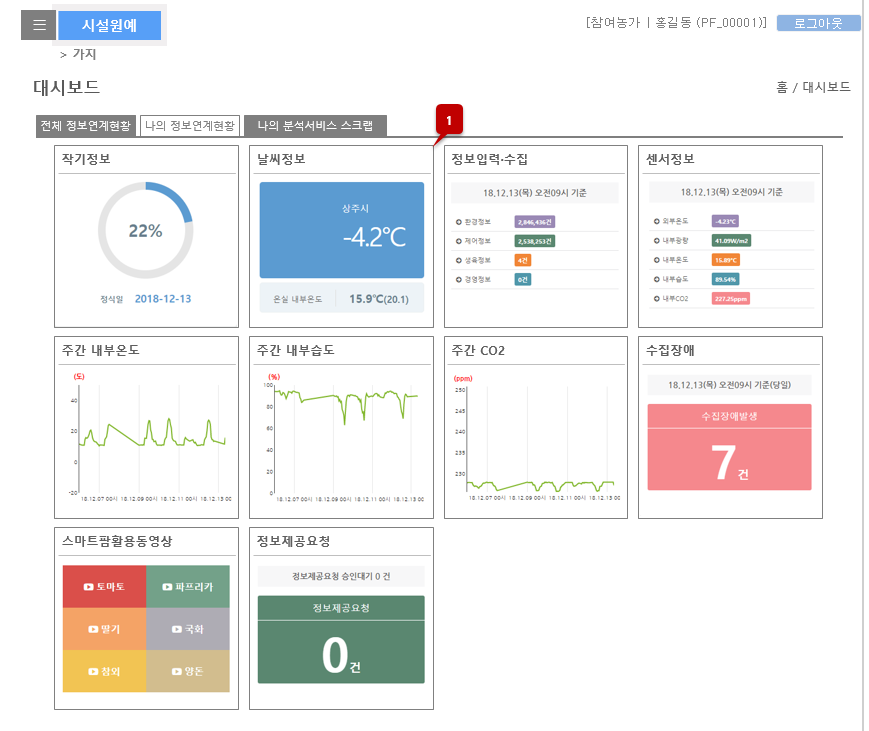 시설원예
[참여농가 | 홍길동 (PF_00001)]
로그아웃
> 가지
대시보드
홈 / 대시보드
전체 정보연계현황
나의 정보연계현황
나의 분석서비스 스크랩
1
작기정보
22%
정식일 2018-12-13
날씨정보
상주시
-4.2℃
온실 내부온도 15.9℃(20.1)
정보입력·수집
18.12.13(목) 오전09시 기준
환경정보 2,846,436건
제어정보 2,538,253건
생육정보 4건
경영정보 0건
센서정보
18.12.13(목) 오전09시 기준
외부온도 -4.23℃
내부광량 41.09W/m2
내부온도 15.89℃
내부습도 89.54%
내부CO2 227.25ppm
주간 내부온도
(도)
40
20
0
-20
18.12.07 00시 18.12.09 00시 18.12.11 00시 18.12.13 00
주간 내부습도
(%)
100
80
60
40
20
0
18.12.07 00시 18.12.09 00시 18.12.11 00시 18.12.13 00
주간 CO2
(ppm)
250
245
240
235
230
18.12.07 00시 18.12.09 00시 18.12.11 00시 18.12.13 00
수집장애
18.12.13(목) 오전09시 기준(당일)
수집장애발생
7건
스마트팜활용동영상
토마토
파프리카
딸기
국화
참외
양돈
정보제공요청
정보제공요청 승인대기 0 건
정보제공요청
0건